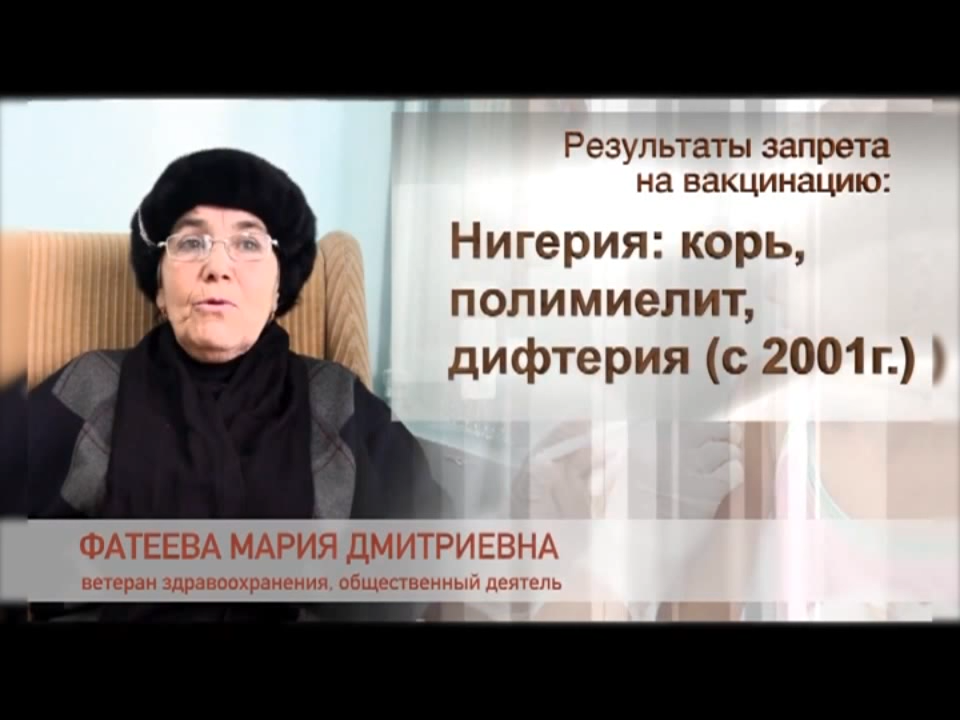 Результаты запрета
на вакцинацию:
Нигерия: корь,
полимиелит,
дифтерия (с 2001г.) )
ФАТЕЕВА МАРИЯ ДМИТРИЕВНА
ветеран здравоохранения, общественный деятель